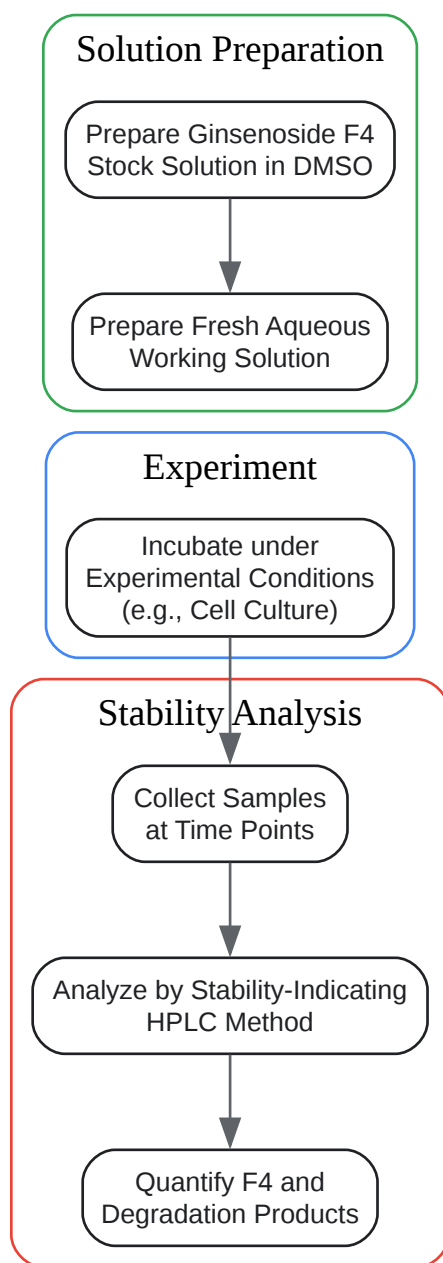 Solution Preparation
Prepare Ginsenoside F4
Stock Solution in DMSO
Prepare Fresh Aqueous
Working Solution
Experiment
Incubate under
Experimental Conditions
(e.g., Cell Culture)
Stability Analysis
Collect Samples
at Time Points
Analyze by Stability-Indicating
HPLC Method
Quantify F4 and
Degradation Products